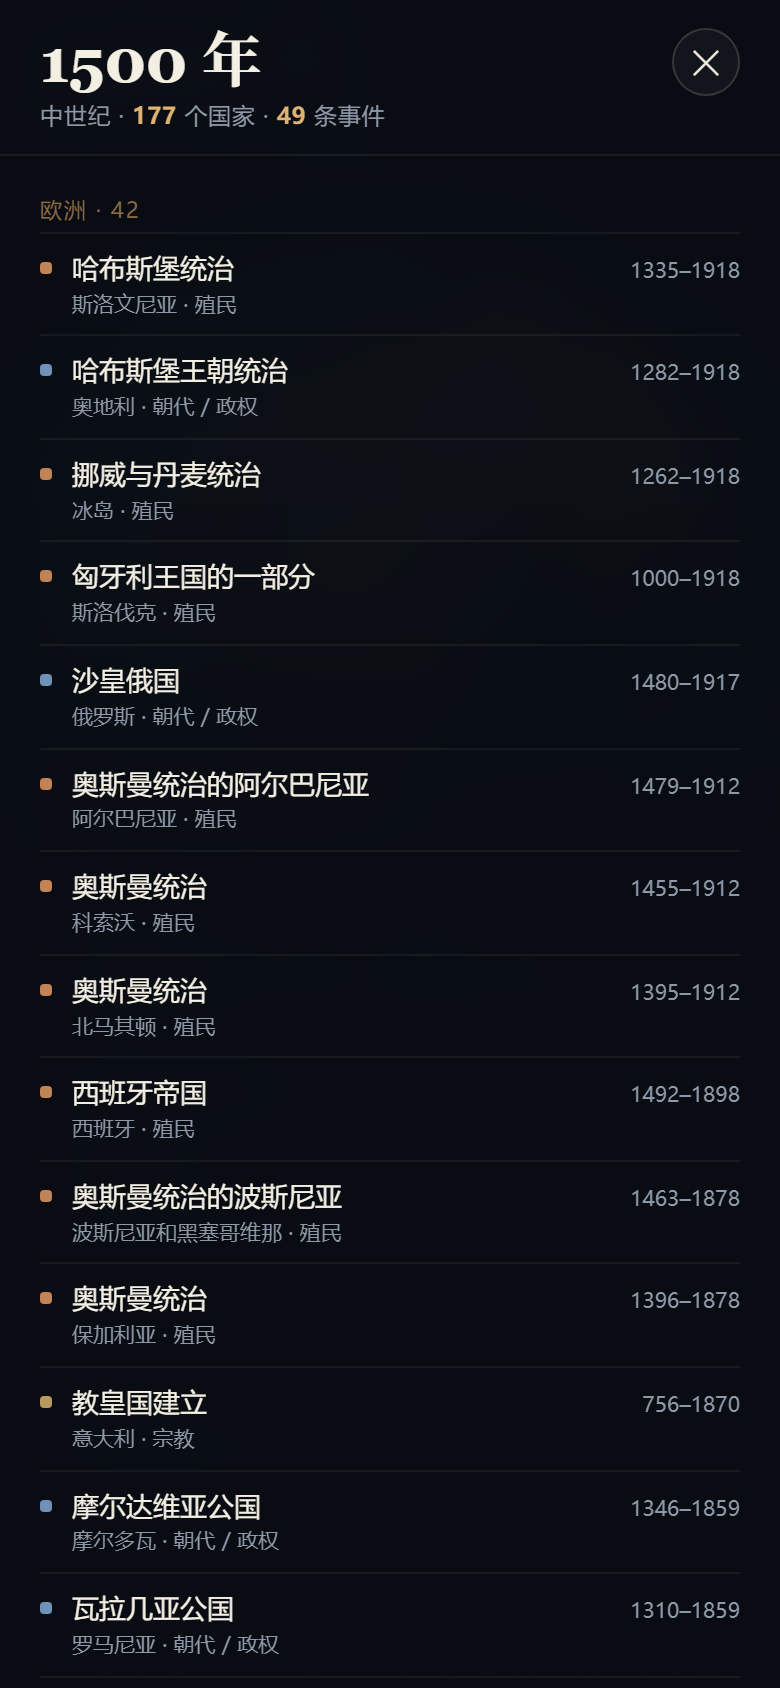 1500 年
中世纪 · 177 个国家 · 49 条事件
欧洲 · 42
哈布斯堡统治 1335–1918
斯洛文尼亚 · 殖民
哈布斯堡王朝统治 1282–1918
奥地利 · 朝代 / 政权
挪威与丹麦统治 1262–1918
冰岛 · 殖民
匈牙利王国的一部分 1000–1918
斯洛伐克 · 殖民
沙皇俄国 1480–1917
俄罗斯 · 朝代 / 政权
奥斯曼统治的阿尔巴尼亚 1479–1912
阿尔巴尼亚 · 殖民
奥斯曼统治 1455–1912
科索沃 · 殖民
奥斯曼统治 1395–1912
北马其顿 · 殖民
西班牙帝国 1492–1898
西班牙 · 殖民
奥斯曼统治的波斯尼亚 1463–1878
波斯尼亚和黑塞哥维那 · 殖民
奥斯曼统治 1396–1878
保加利亚 · 殖民
教皇国建立 756–1870
意大利 · 宗教
摩尔达维亚公国 1346–1859
摩尔多瓦 · 朝代 / 政权
瓦拉几亚公国 1310–1859
罗马尼亚 · 朝代 / 政权